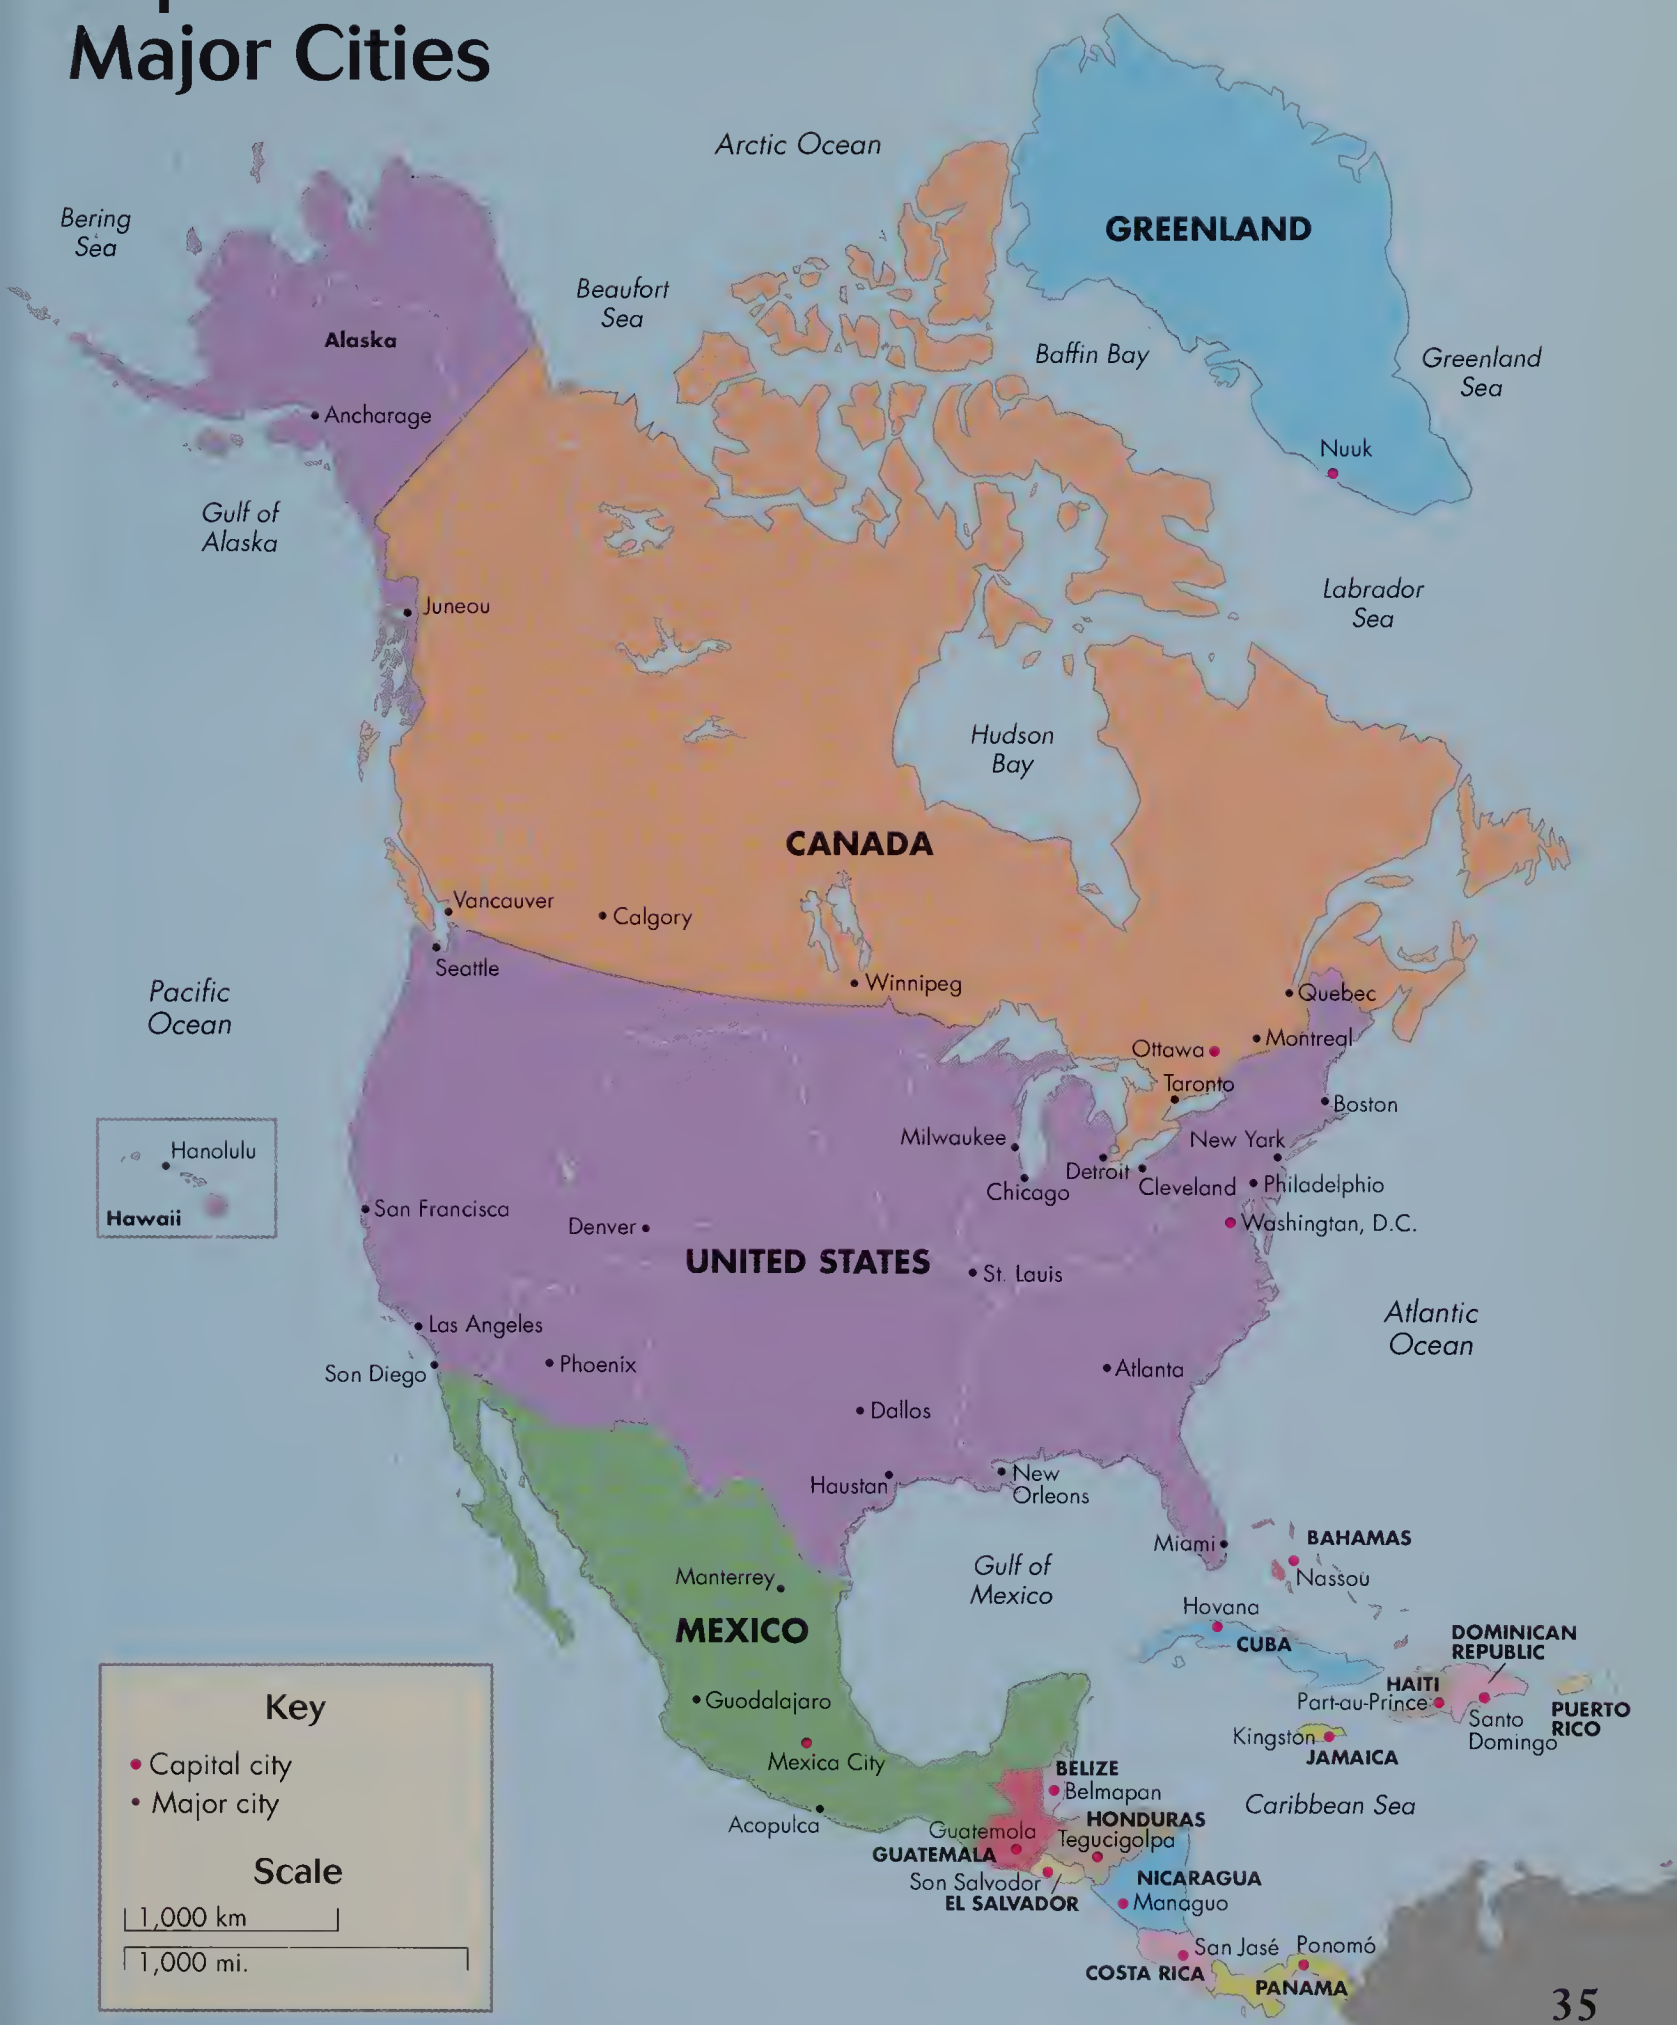 Major Cities
Arctic Ocean
Bering
Sea
GREENLAND
Beaufort
Sea
Alaska
Baffin Bay
Greenland
Sea
Ancharage
Nuuk
Gulf of
Alaska
Labrador
Sea
Juneou
Hudson
Bay
CANADA
Vancouver
Calgory
Seattle
Winnipeg
Pacific
Ocean
Quebec
Montreal
Ottawa
Taronto
Boston
Milwaukee
New York
Hanolulu
Detroit
Chicago
Cleveland
Philadelphio
Hawaii
San Francisca
Denver
Washingtan, D.C.
UNITED STATES
St. Lauis
Atlantic
Ocean
Las Angeles
Son Diego
Phoenix
Atlanta
Dallos
Haustan
New
Orleons
Miami
BAHAMAS
Nassou
Gulf of
Mexico
Manterrey
MEXICO
Hovana
CUBA
DOMINICAN
REPUBLIC
HAITI
Part-au-Prince
PUERTO
RICO
Santo
Domingo
Kingston
JAMAICA
Guodalajaro
Mexica City
Acopulca
BELIZE
Belmapan
Caribbean Sea
HONDURAS
Tegucigolpa
Guatemola
GUATEMALA
Son Salvodor
EL SALVADOR
NICARAGUA
Managuo
San Jasé
Ponomó
COSTA RICA
PANAMA
Key
Capital city
Major city
Scale
1,000 km
1,000 mi.
35